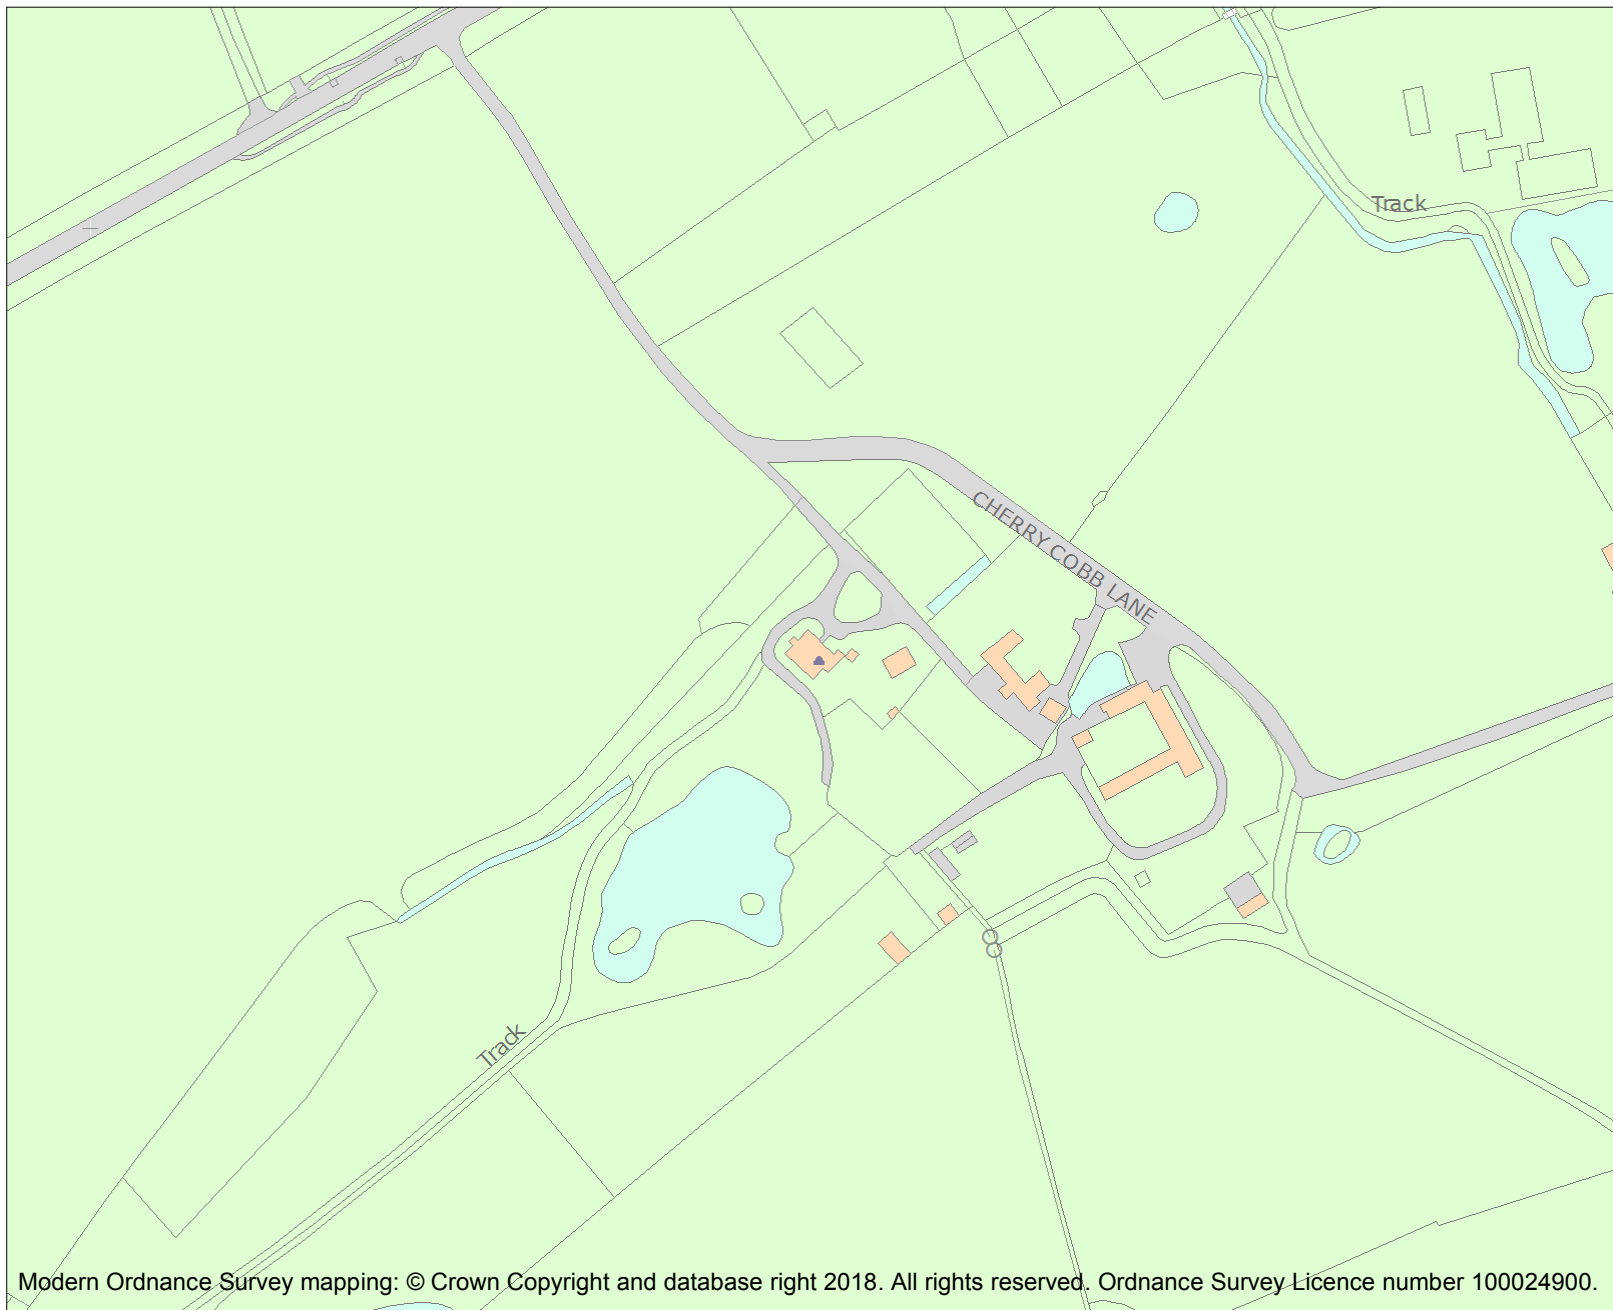 Track
CHERRY COBB LANE
Track
Modern Ordnance Survey mapping: © Crown Copyright and database right 2018. All rights reserved. Ordnance Survey Licence number 100024900.